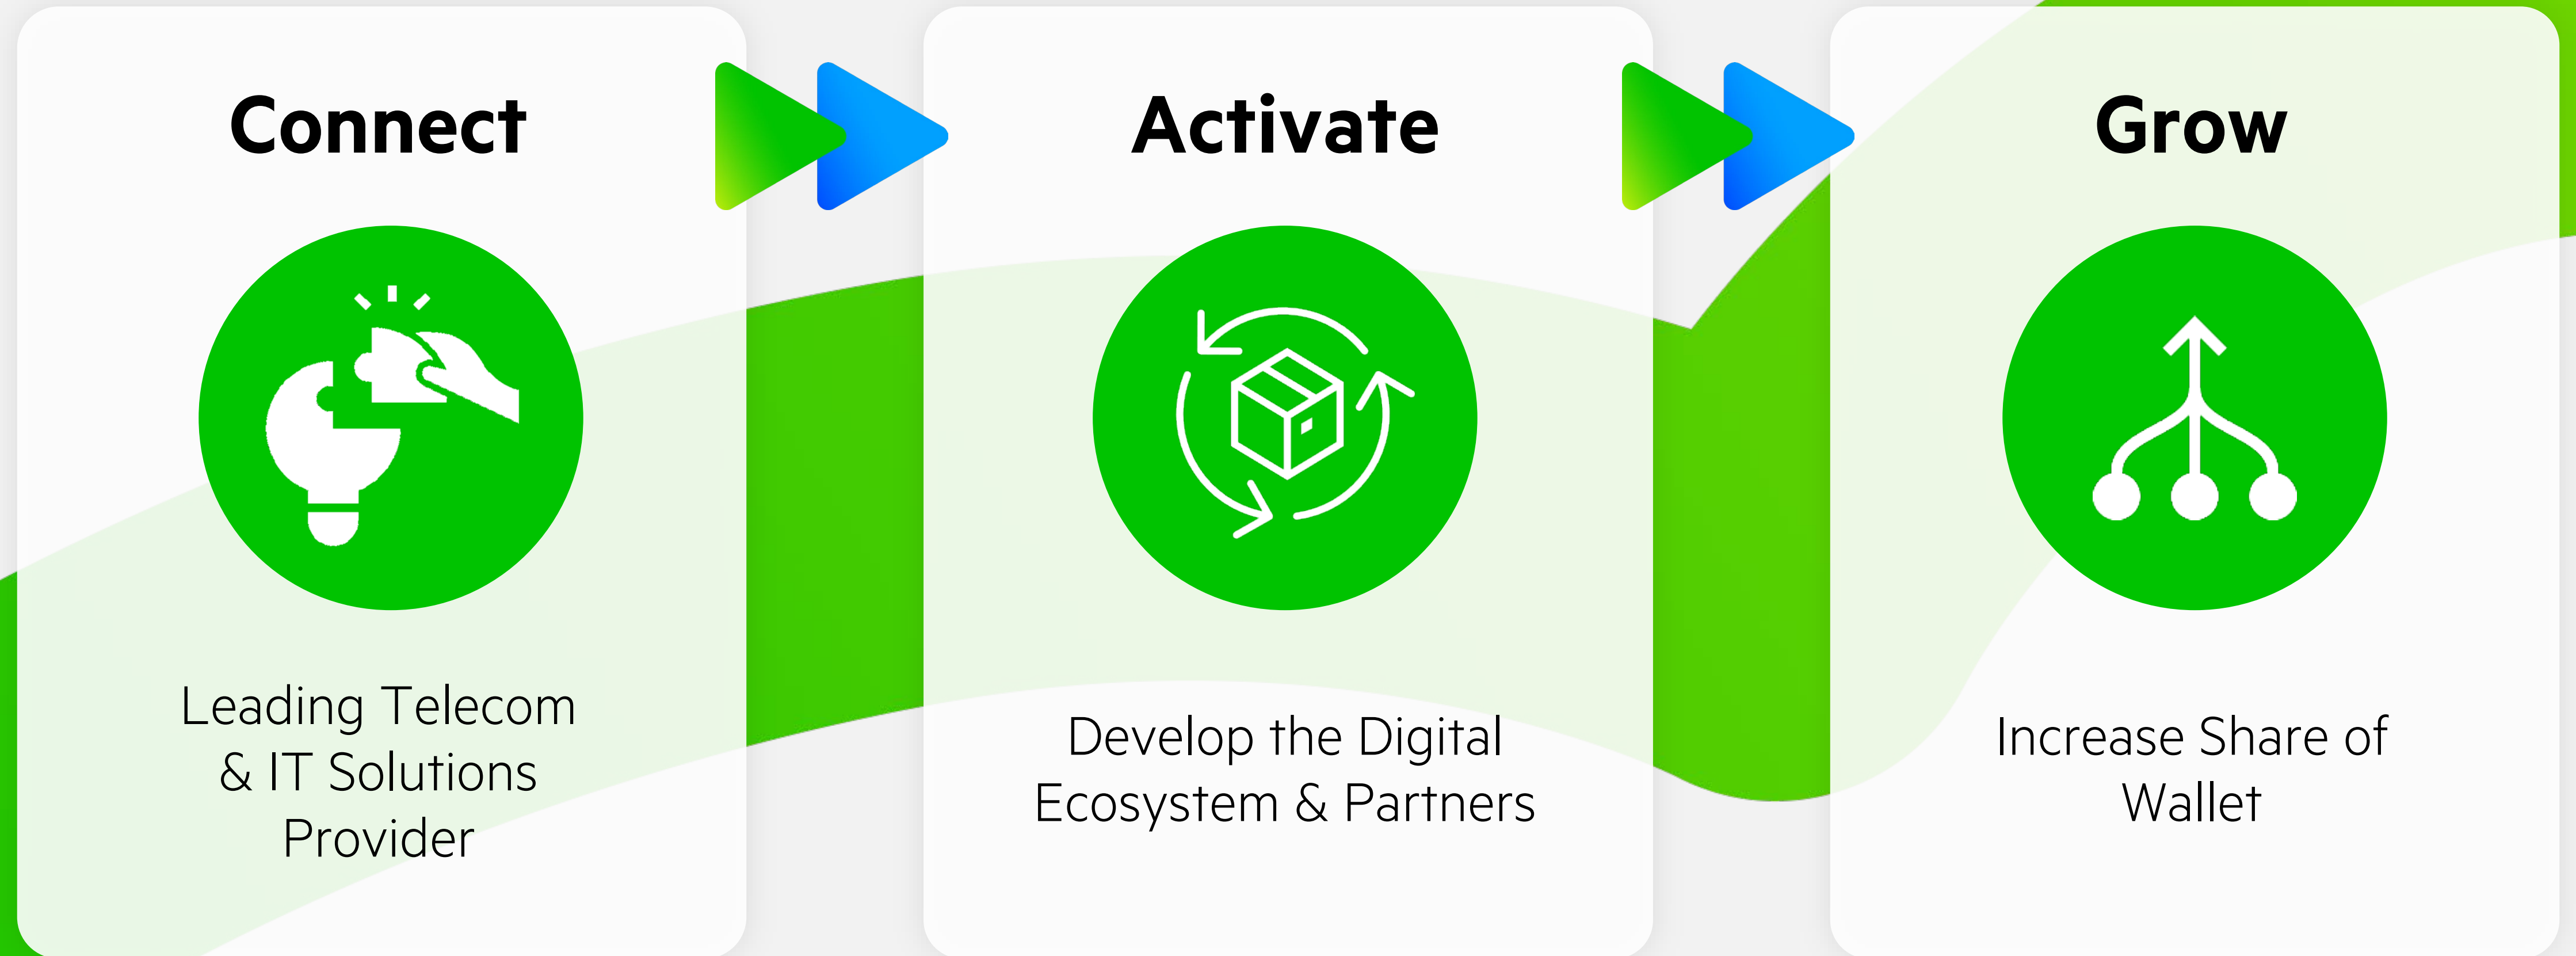 Connect
Leading Telecom
& IT Solutions
Provider
Activate
Develop the Digital
Ecosystem & Partners
Grow
Increase Share of
Wallet